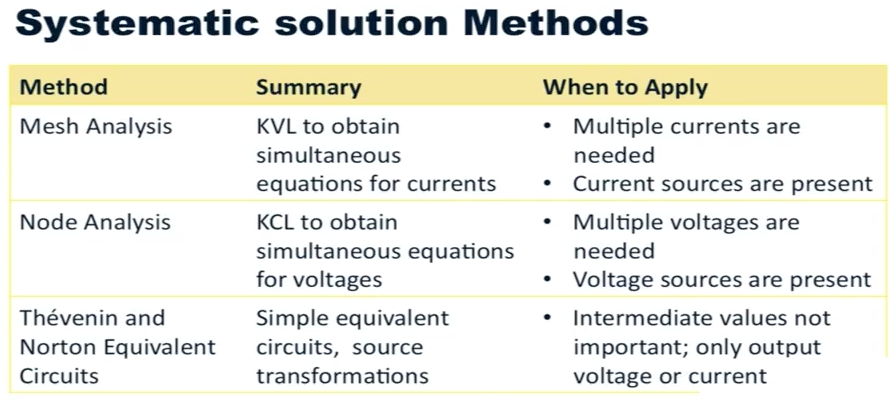 Systematic solution Methods
Method Summary When to Apply
Mesh Analysis KVL to obtain • Multiple currents are
simultaneous needed
equations for currents • Current sources are present
Node Analysis KCL to obtain • Multiple voltages are
simultaneous equations needed
for voltages • Voltage sources are present
Thévenin and Simple equivalent • Intermediate values not
Norton Equivalent circuits, source important; only output
Circuits transformations voltage or current